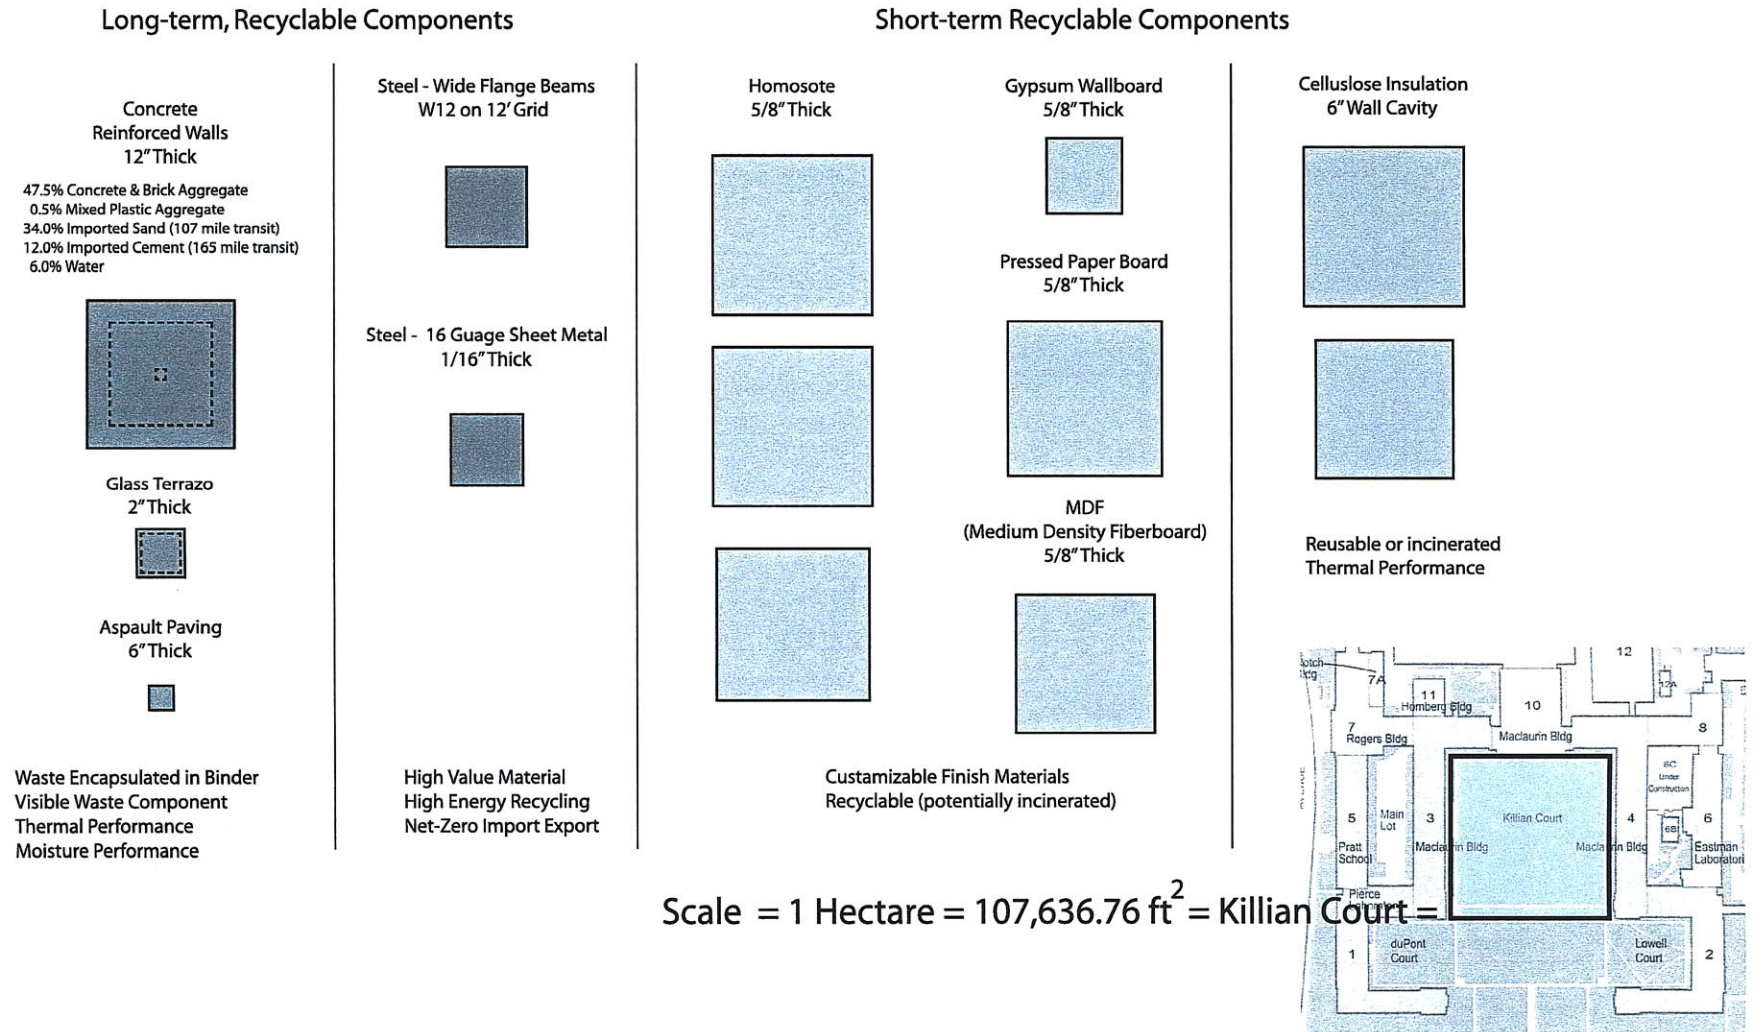 Long-term, Recyclable Components
Short-term Recyclable Components
Concrete
Reinforced Walls
12" Thick
47.5% Concrete & Brick Aggregate
0.5% Mixed Plastic Aggregate
34.0% Imported Sand (107 mile transit)
12.0% Imported Cement (165 mile transit)
6.0% Water
Glass Terrazo
2" Thick
Aspault Paving
6" Thick
Waste Encapsulated in Binder
Visible Waste Component
Thermal Performance
Moisture Performance
Steel - Wide Flange Beams
W12 on 12' Grid
Steel - 16 Guage Sheet Metal
1/16" Thick
High Value Material
High Energy Recycling
Net-Zero Import Export
Homosote
5/8" Thick
Gypsum Wallboard
5/8" Thick
Pressed Paper Board
5/8" Thick
MDF
(Medium Density Fiberboard)
5/8" Thick
Custamizable Finish Materials
Recyclable (potentially incinerated)
Celluslose Insulation
6" Wall Cavity
Reusable or incinerated
Thermal Performance
Scale = 1 Hectare = 107,636.76 ft2 = Killian Court =
12
7A
11
Homberg Bldg
10
12A
7
Rogers Bldg
Maclaurin Bldg
8
6C
Under
Construction
5
Main
Lot
3
Killian Court
4
6B
6
Pratt
School
Maclaurin Bldg
Maclaurin Bldg
Eastman
Pierce
1
duPont
Court
Lowell
Court
2